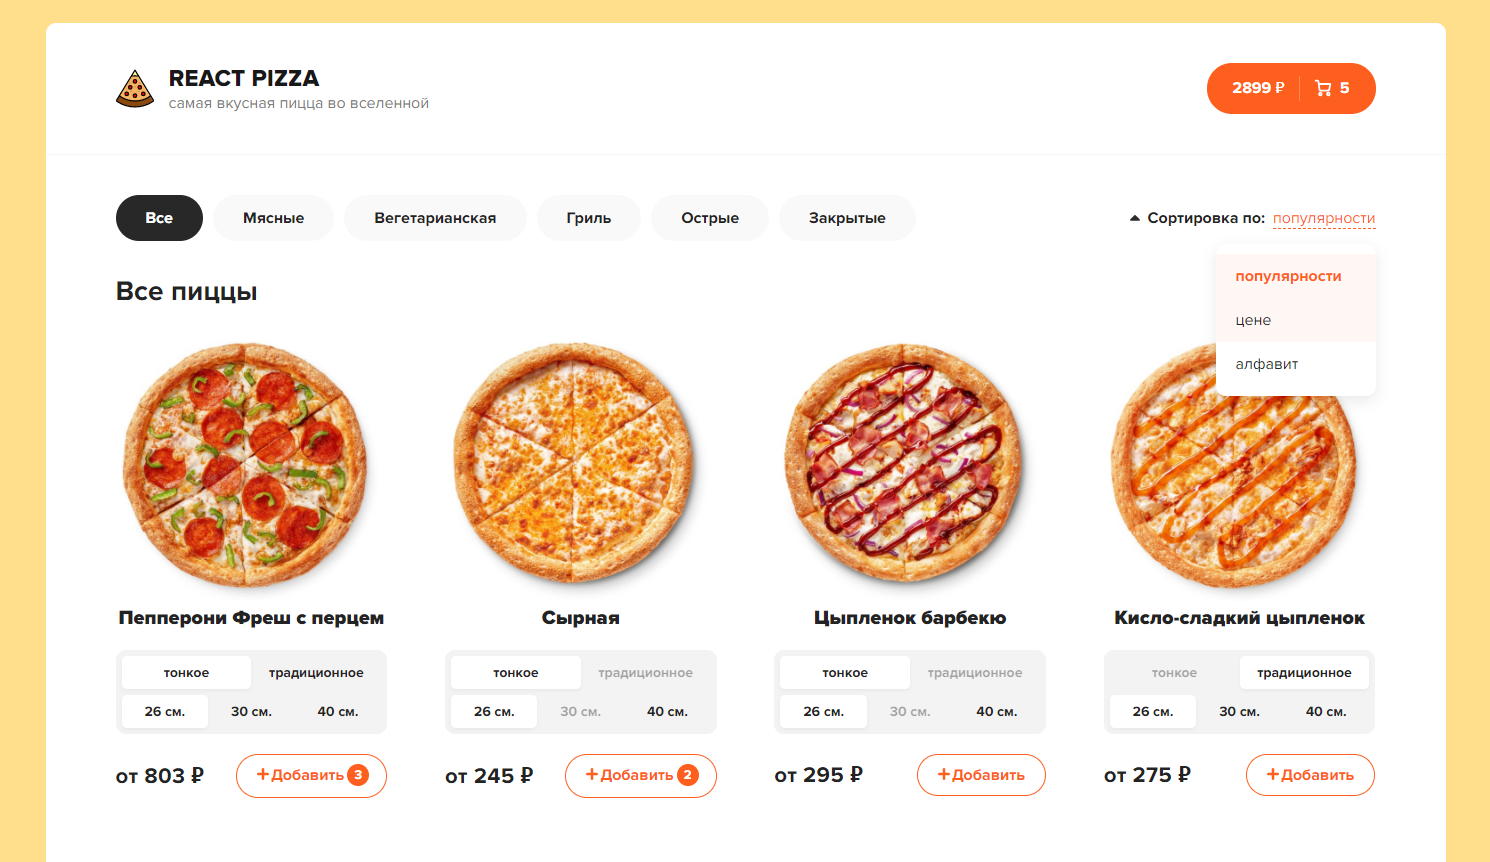 REACT PIZZA
самая вкусная пицца во вселенной
2899 ₽ 5
Все Мясные Вегетарианская Гриль Острые Закрытые
Сортировка по: популярности
популярности
цене
алфавит
Все пиццы
Пепперони Фреш с перцем
тонкое традиционное
26 см. 30 см. 40 см.
от 803 ₽ +Добавить 3
Сырная
тонкое традиционное
26 см. 30 см. 40 см.
от 245 ₽ +Добавить 2
Цыпленок барбекю
тонкое традиционное
26 см. 30 см. 40 см.
от 295 ₽ +Добавить
Кисло-сладкий цыпленок
тонкое традиционное
26 см. 30 см. 40 см.
от 275 ₽ +Добавить